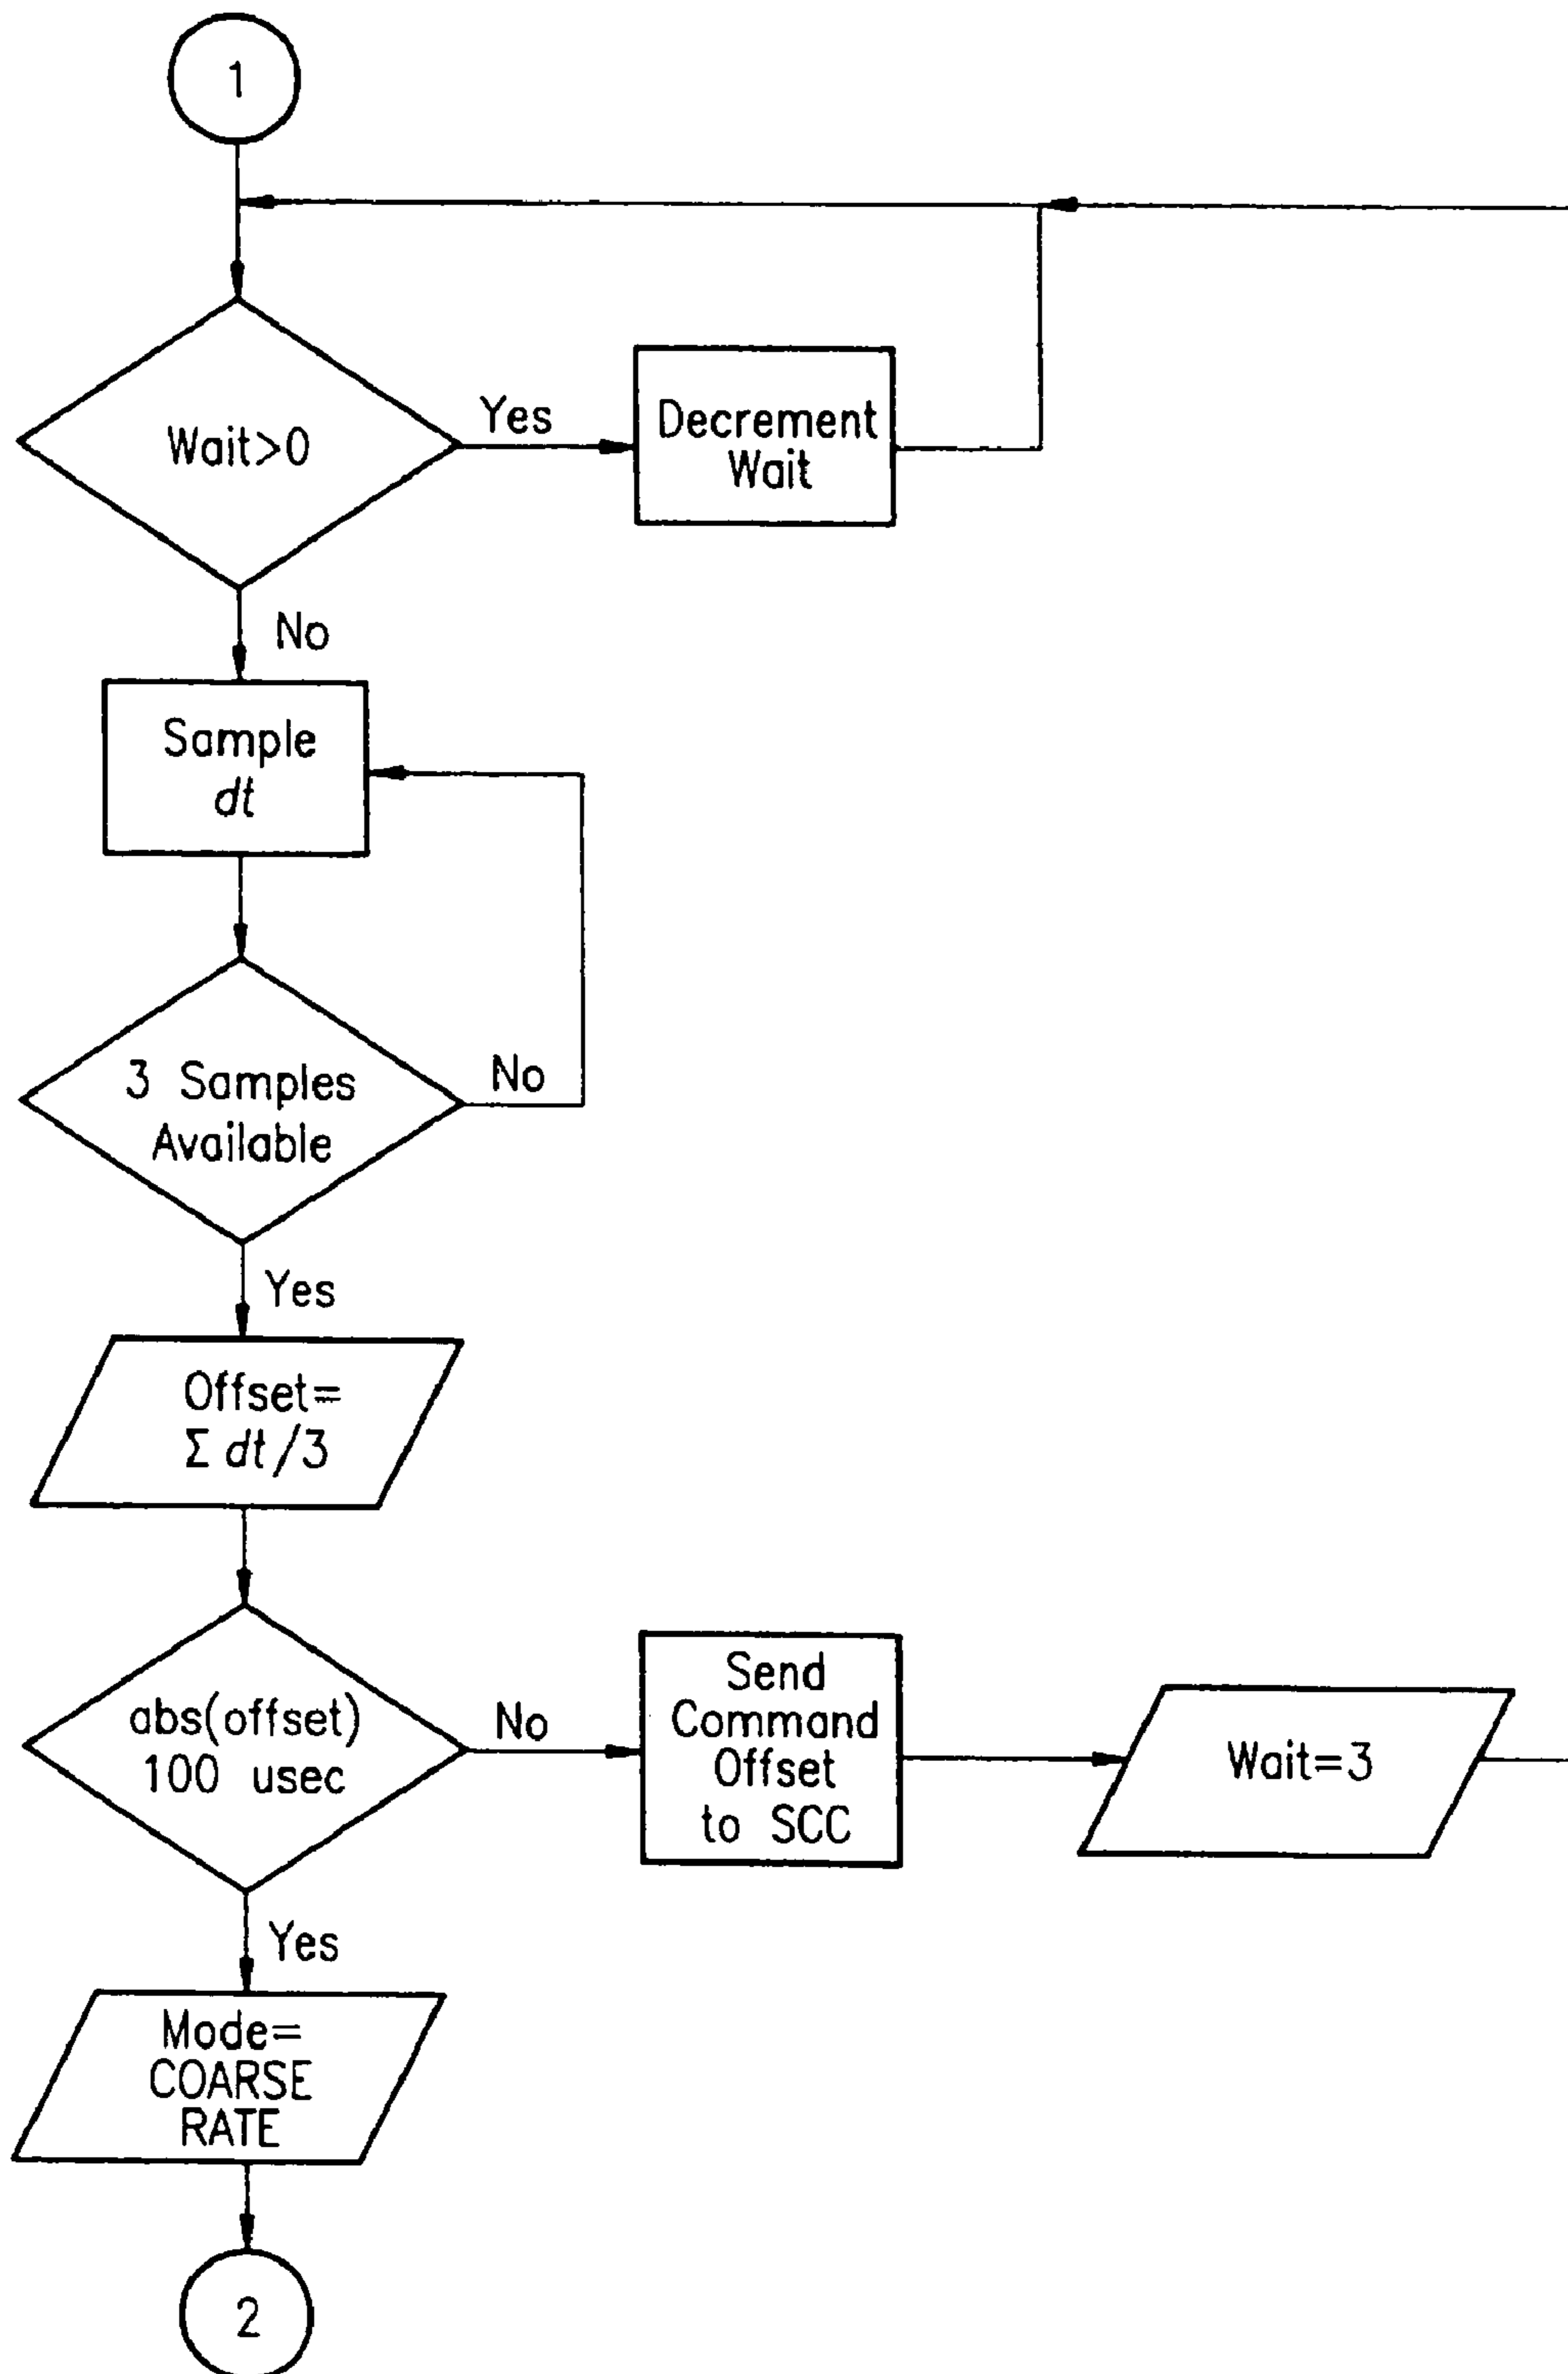 1
Wait>0
Yes
Decrement
Wait
No
Sample
dt
3 Samples
Available
No
Yes
Offset=
Σ dt/3
abs(offset)
100 usec
No
Send
Command
Offset
to SCC
Wait=3
Yes
Mode=
COARSE
RATE
2